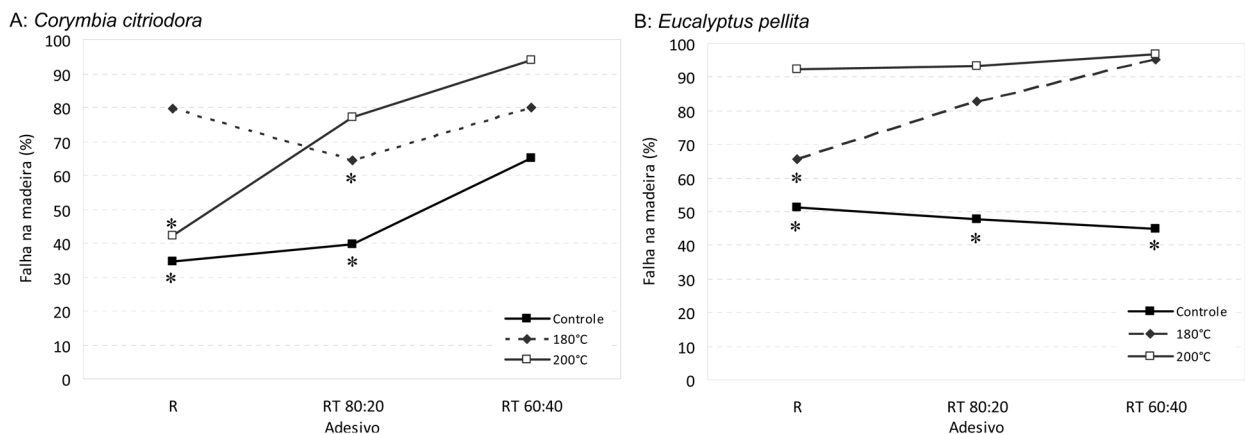 A: Corymbia citriodora
100
90
80
70
60
50
40
30
20
10
0
Falha na madeira (%)
*
*
*
*
Controle
180°C
200°C
R
RT 80:20
RT 60:40
Adesivo
B: Eucalyptus pellita
100
90
80
70
60
50
40
30
20
10
0
Falha na madeira (%)
*
*
*
*
Controle
180°C
200°C
R
RT 80:20
RT 60:40
Adesivo